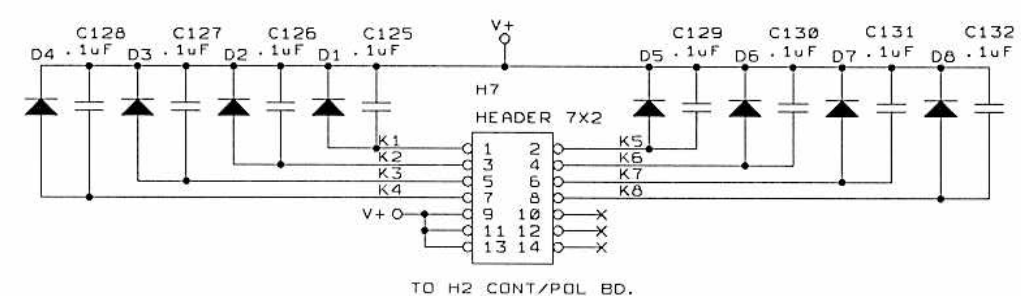 V+
C128 C127 C126 C125 C129 C130 C131 C132
D4 .1uF D3 .1uF D2 .1uF D1 .1uF D5 .1uF D6 .1uF D7 .1uF D8 .1uF
H7
HEADER 7X2
K1 1 2 K5
K2 3 4 K6
K3 5 6 K7
K4 7 8 K8
V+ 9 10
11 12
13 14
TO H2 CONT/POL BD.